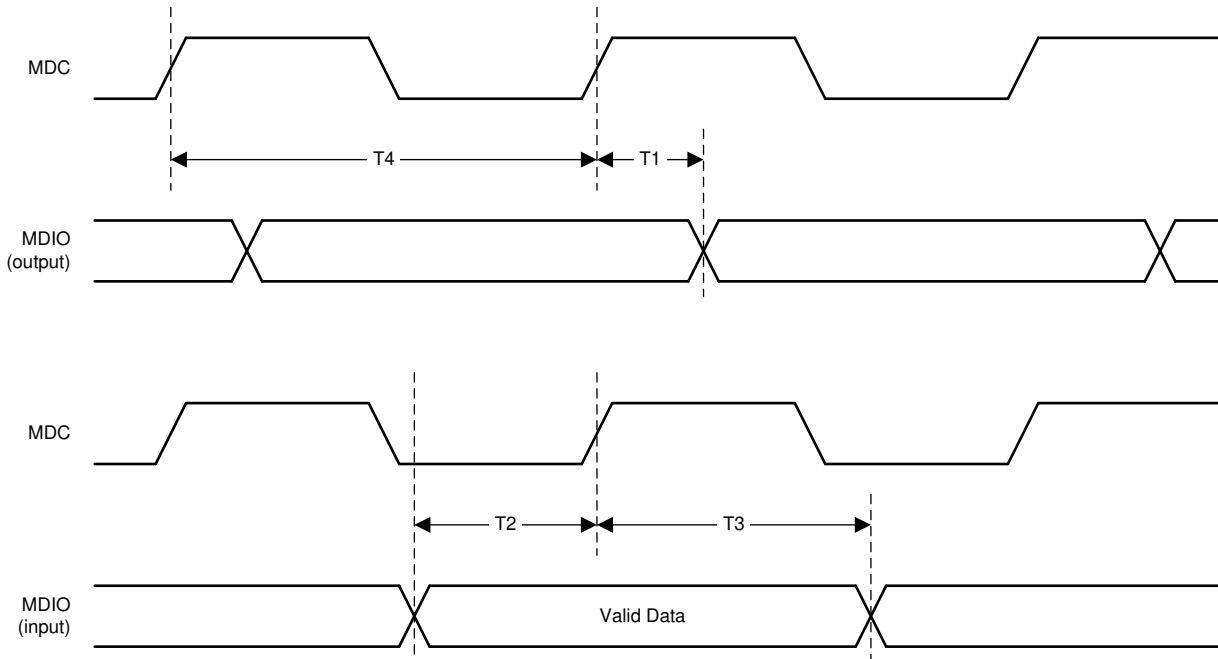 MDC
T4
T1
MDIO
(output)
MDC
T2
T3
MDIO
(input)
Valid Data